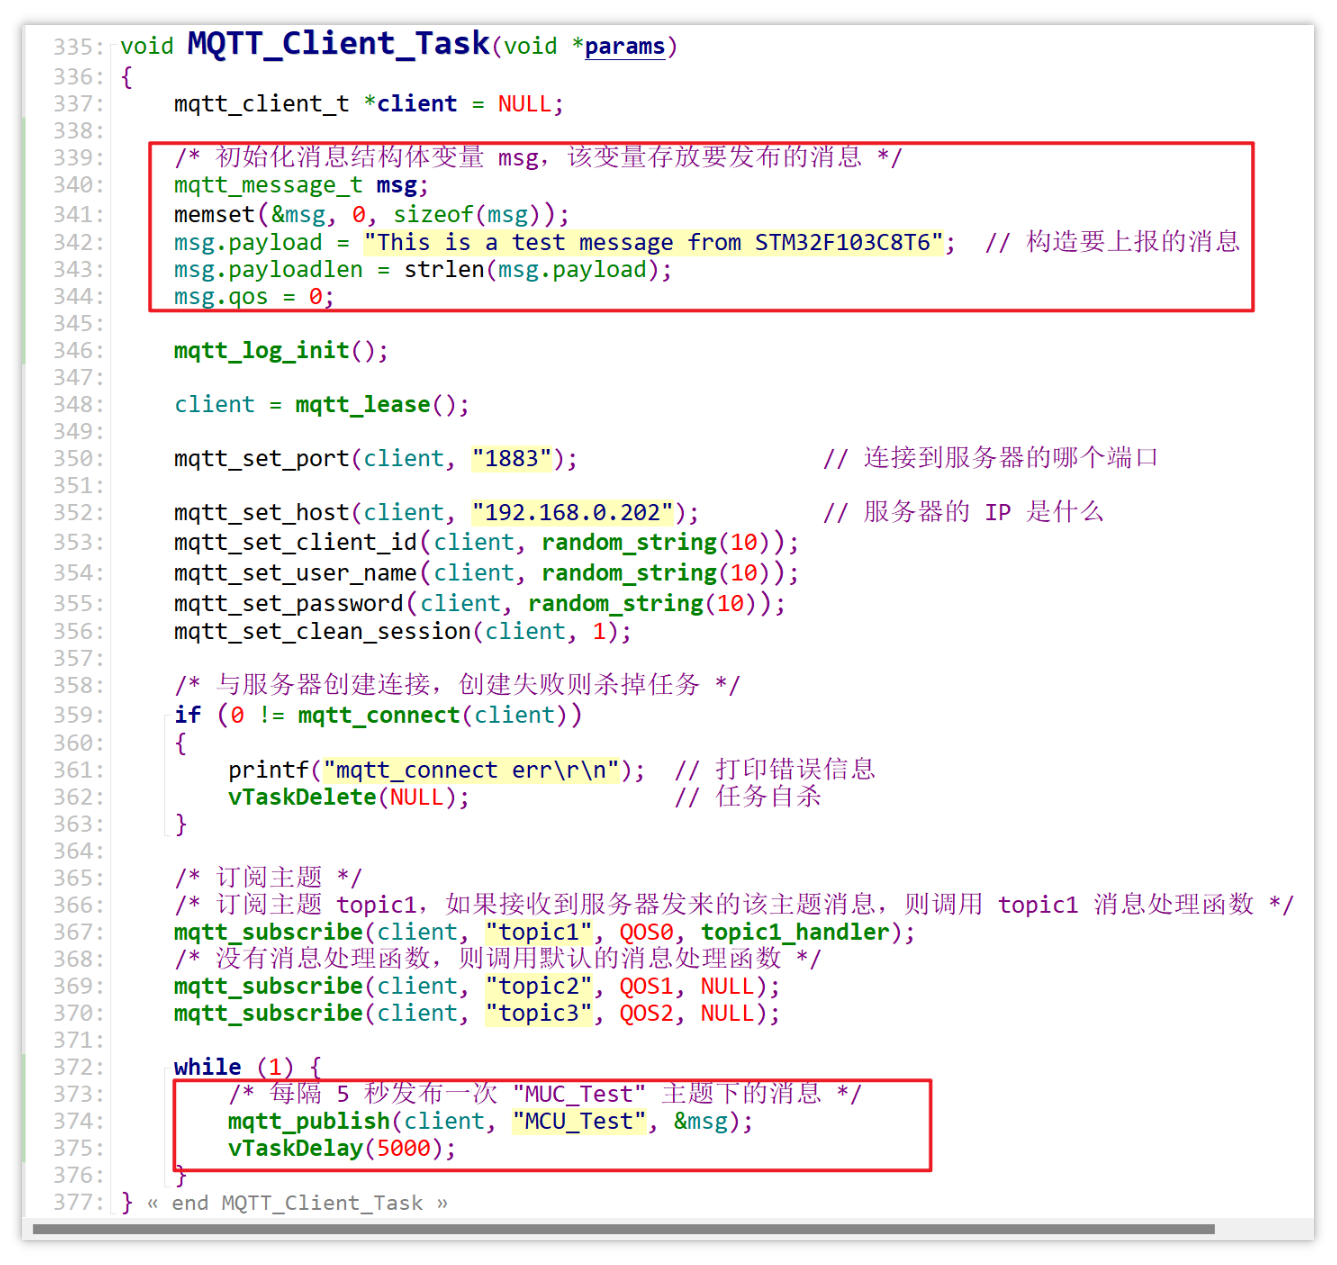 335: void MQTT_Client_Task(void *params)
336: {
337:     mqtt_client_t *client = NULL;
338:
339:     /* 初始化消息结构体变量 msg，该变量存放要发布的消息 */
340:     mqtt_message_t msg;
341:     memset(&msg, 0, sizeof(msg));
342:     msg.payload = "This is a test message from STM32F103C8T6";  // 构造要上报的消息
343:     msg.payloadlen = strlen(msg.payload);
344:     msg.qos = 0;
345:
346:     mqtt_log_init();
347:
348:     client = mqtt_lease();
349:
350:     mqtt_set_port(client, "1883");                  // 连接到服务器的哪个端口
351:
352:     mqtt_set_host(client, "192.168.0.202");         // 服务器的 IP 是什么
353:     mqtt_set_client_id(client, random_string(10));
354:     mqtt_set_user_name(client, random_string(10));
355:     mqtt_set_password(client, random_string(10));
356:     mqtt_set_clean_session(client, 1);
357:
358:     /* 与服务器创建连接，创建失败则杀掉任务 */
359:     if (0 != mqtt_connect(client))
360:     {
361:         printf("mqtt_connect err\r\n");  // 打印错误信息
362:         vTaskDelete(NULL);               // 任务自杀
363:     }
364:
365:     /* 订阅主题 */
366:     /* 订阅主题 topic1，如果接收到服务器发来的该主题消息，则调用 topic1 消息处理函数 */
367:     mqtt_subscribe(client, "topic1", QOS0, topic1_handler);
368:     /* 没有消息处理函数，则调用默认的消息处理函数 */
369:     mqtt_subscribe(client, "topic2", QOS1, NULL);
370:     mqtt_subscribe(client, "topic3", QOS2, NULL);
371:
372:     while (1) {
373:         /* 每隔 5 秒发布一次 "MUC_Test" 主题下的消息 */
374:         mqtt_publish(client, "MCU_Test", &msg);
375:         vTaskDelay(5000);
376:     }
377: } « end MQTT_Client_Task »